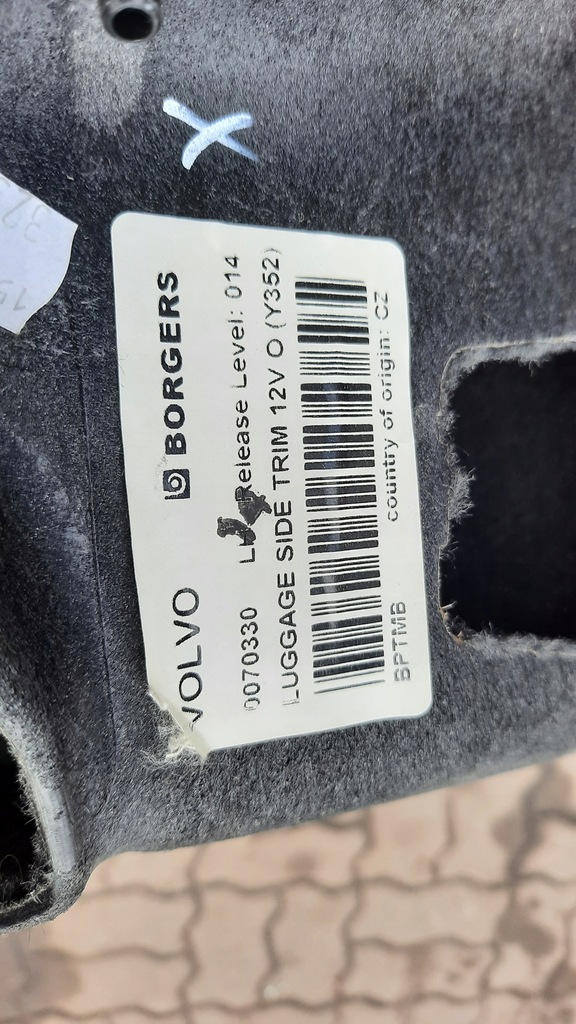 VOLVO BORGERS
0070330 Release Level: 014
LUGGAGE SIDE TRIM 12V O (Y352)
BPTMB country of origin: CZ
X